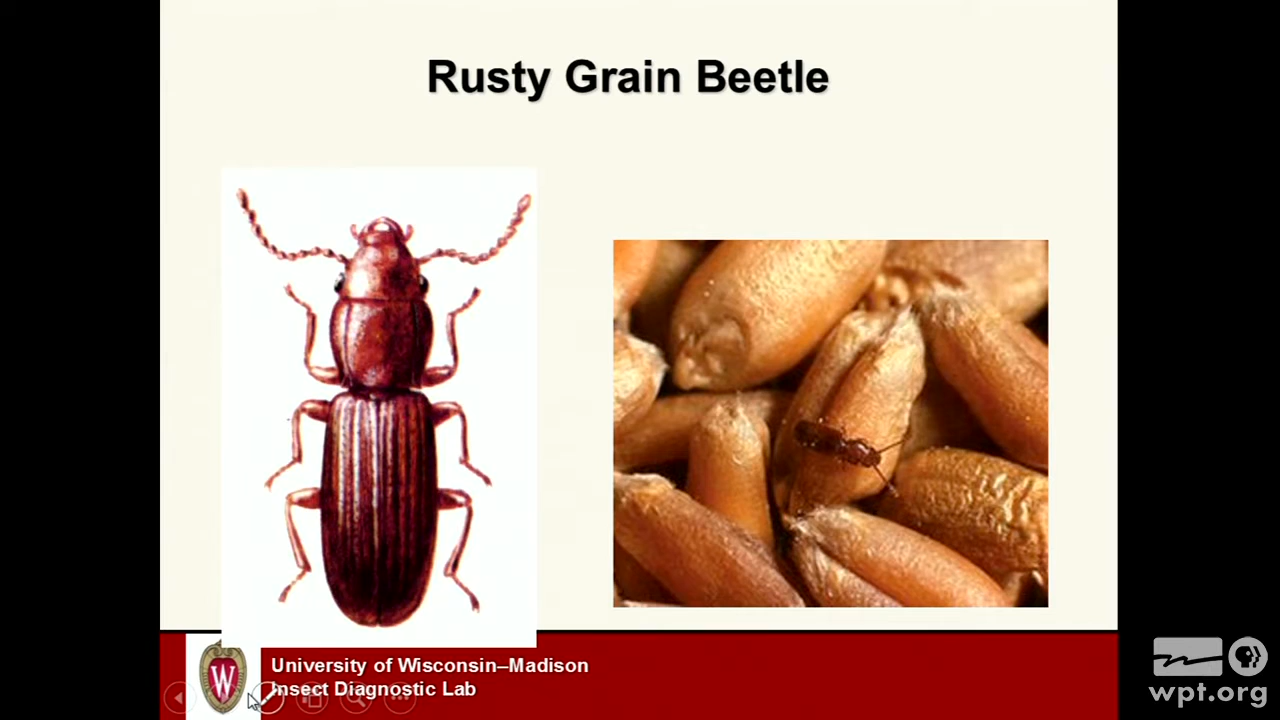 Rusty Grain Beetle
W
University of Wisconsin–Madison
Insect Diagnostic Lab
wpt.org